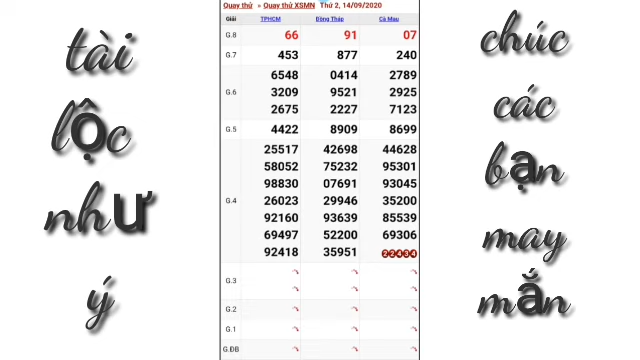 tài
lộc
như
ý
Quay thử » Quay thử XSMN Thứ 2, 14/09/2020
Giải TPHCM Đồng Tháp Cà Mau
G.8 66 91 07
G.7 453 877 240
6548 0414 2789
G.6 3209 9521 2925
2675 2227 7123
G.5 4422 8909 8699
25517 42698 44628
58052 75232 95301
98830 07691 93045
G.4 26023 29946 35200
92160 93639 85539
69497 52200 69306
92418 35951 22434
G.3
G.2
G.1
G.ĐB
chúc
các
bạn
may
mắn